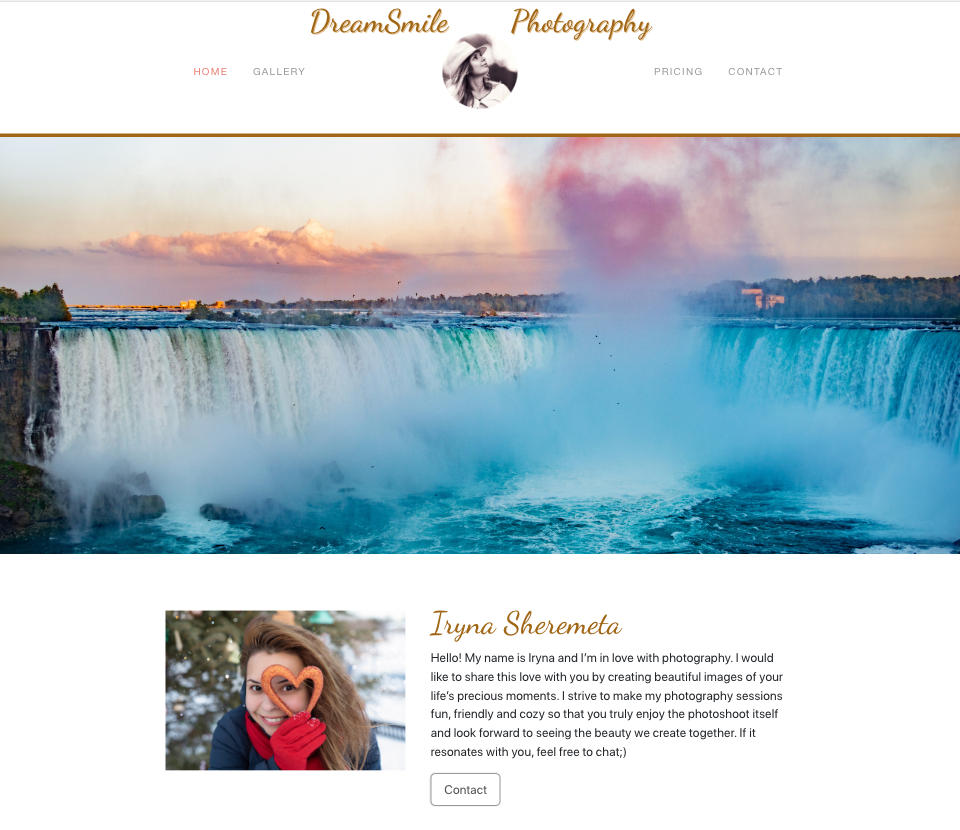 DreamSmile Photography
HOME GALLERY PRICING CONTACT
Iryna Sheremeta
Hello! My name is Iryna and I’m in love with photography. I would
like to share this love with you by creating beautiful images of your
life’s precious moments. I strive to make my photography sessions
fun, friendly and cozy so that you truly enjoy the photoshoot itself
and look forward to seeing the beauty we create together. If it
resonates with you, feel free to chat;)
Contact